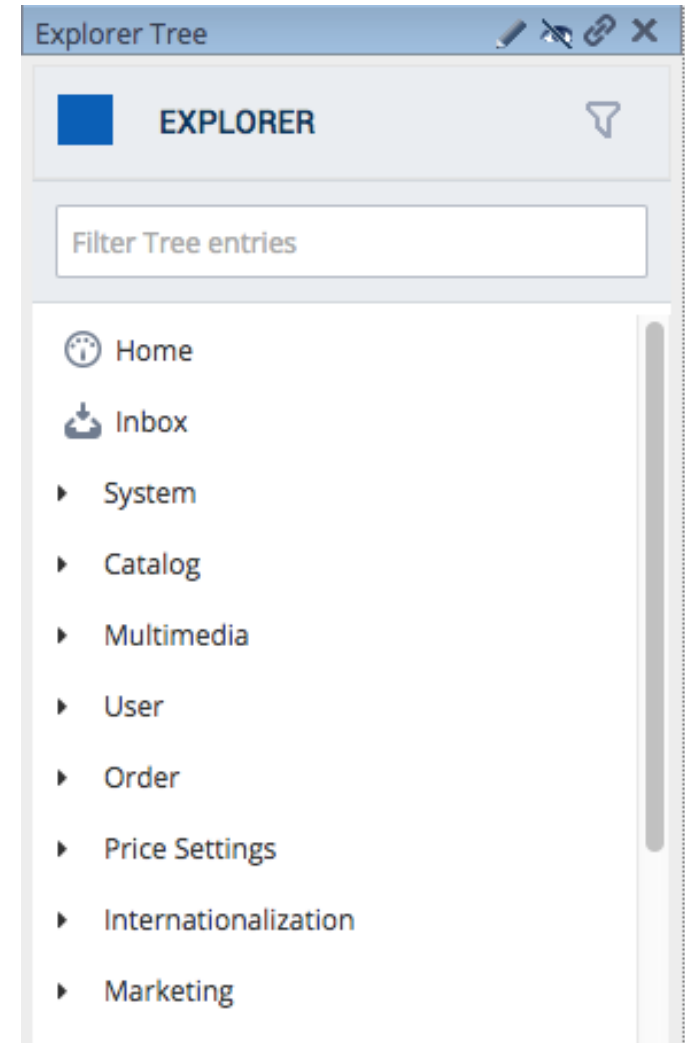 Explorer Tree
EXPLORER
Filter Tree entries
Home
Inbox
System
Catalog
Multimedia
User
Order
Price Settings
Internationalization
Marketing